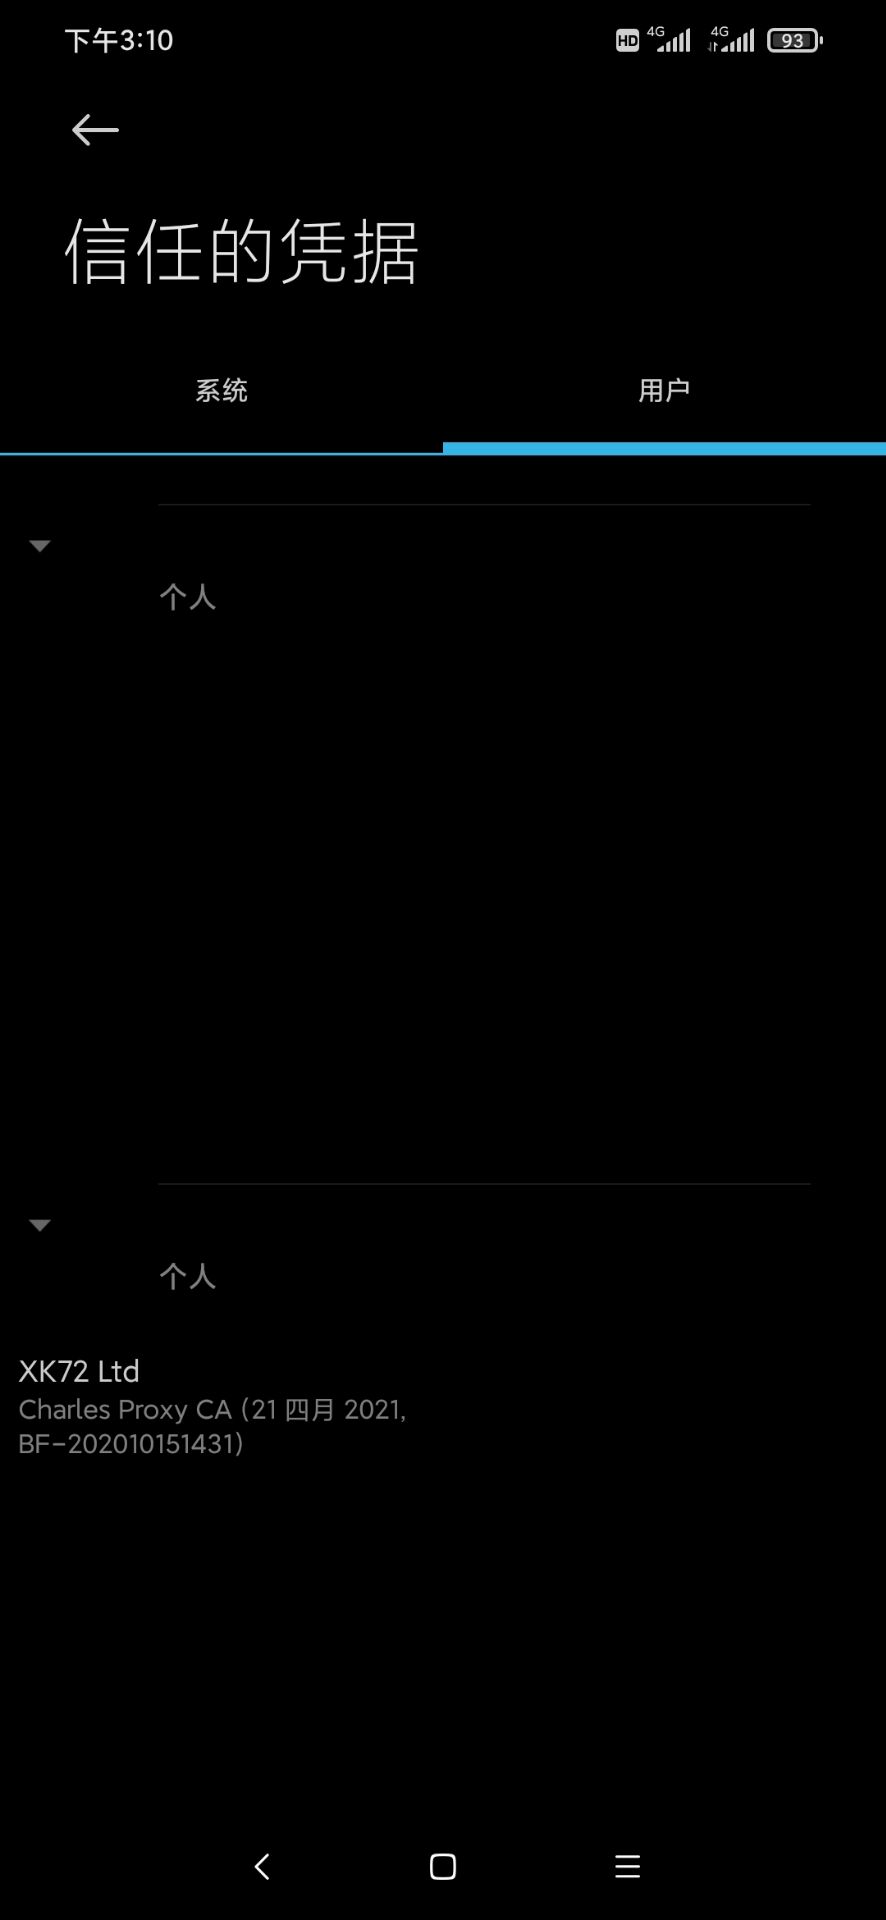 下午3:10
HD 4G 4G 93
信任的凭据
系统 用户
个人
个人
XK72 Ltd
Charles Proxy CA (21 四月 2021,
BF-202010151431)